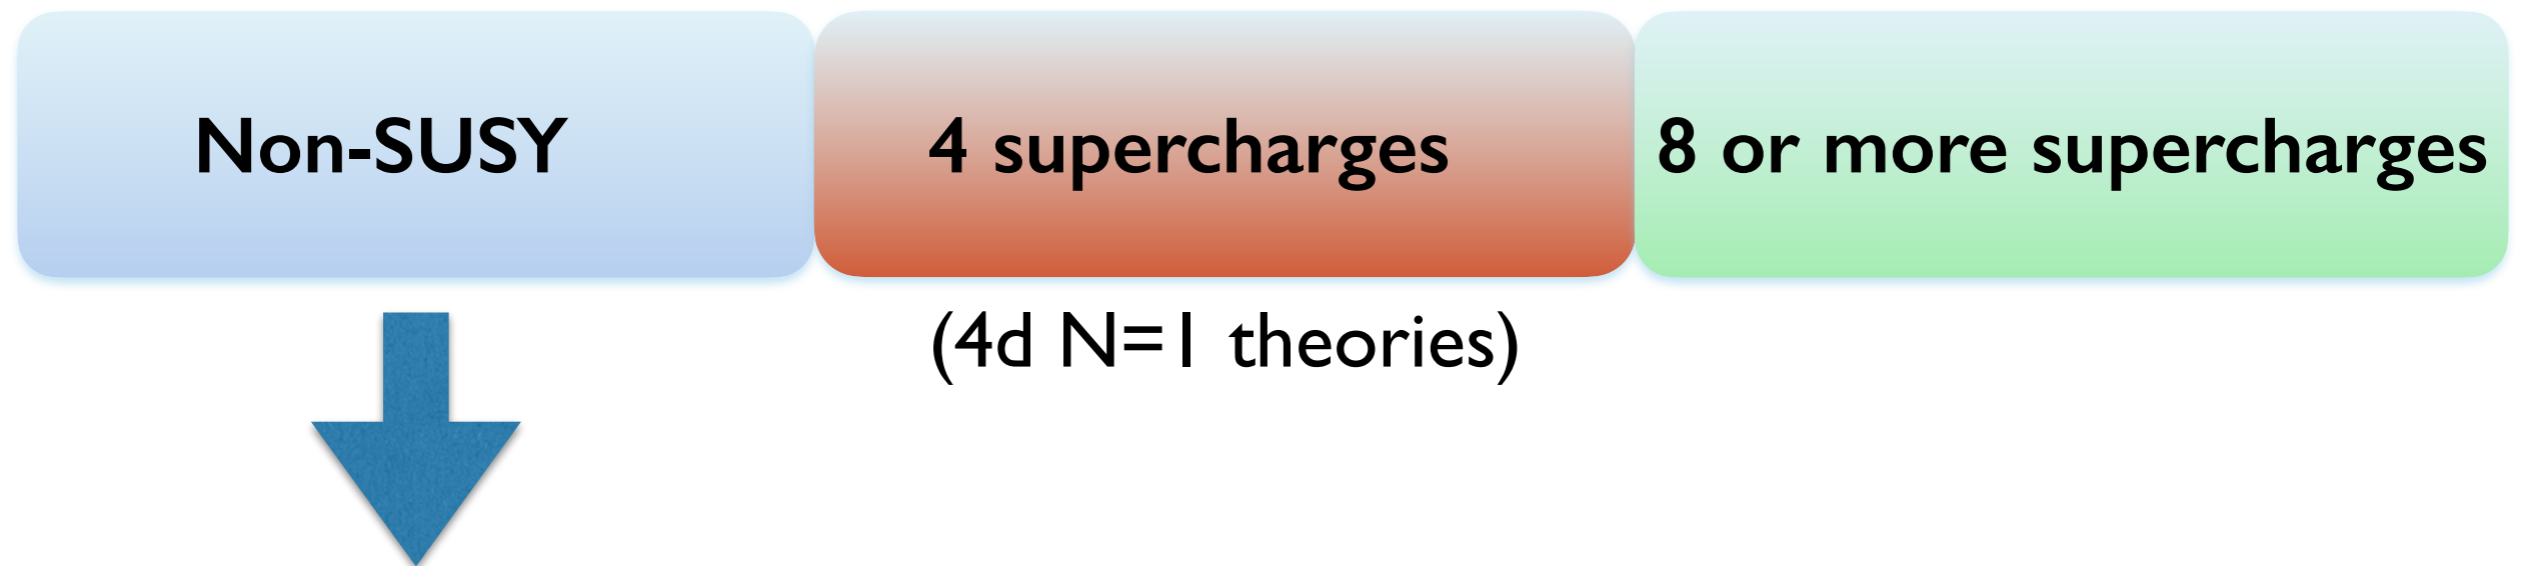 Non-SUSY
4 supercharges
8 or more supercharges
(4d N=1 theories)